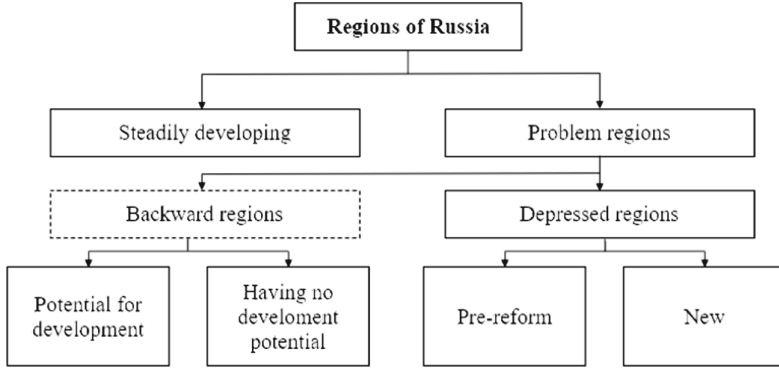 Regions of Russia
Steadily developing
Problem regions
Backward regions
Depressed regions
Potential for
development
Having no
develoment
potential
Pre-reform
New